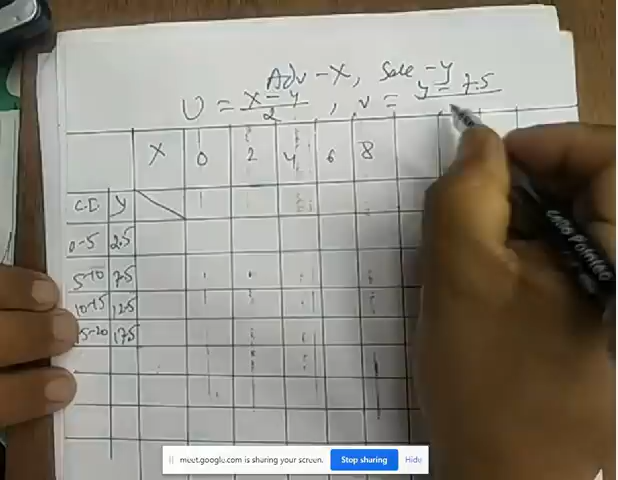 Adv - X, Sale - Y
U = X - 4 / 2 , v = y - 7.5
X 0 2 4 6 8
C.I. y
0-5 2.5
5-10 7.5
10-15 12.5
15-20 17.5
meet.google.com is sharing your screen. Stop sharing Hide